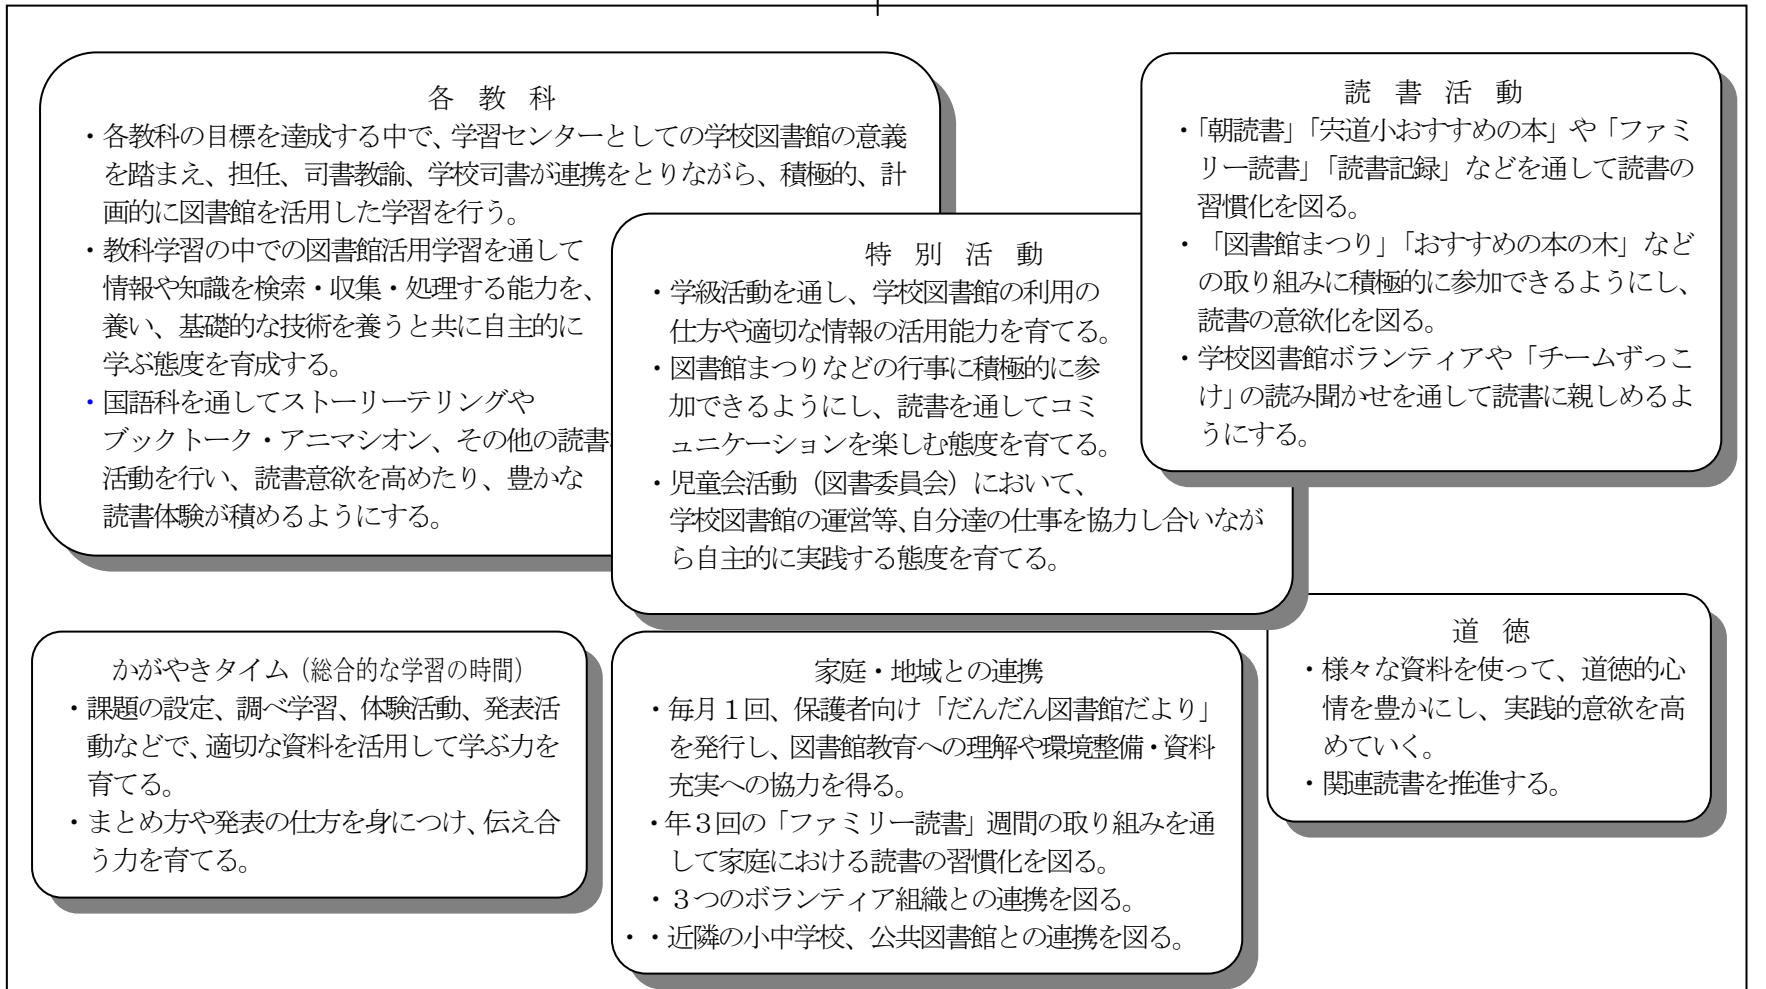 各　教　科
・各教科の目標を達成する中で、学習センターとしての学校図書館の意義
を踏まえ、担任、司書教諭、学校司書が連携をとりながら、積極的、計
画的に図書館を活用した学習を行う。
・教科学習の中での図書館活用学習を通して
情報や知識を検索・収集・処理する能力を、
養い、基礎的な技術を養うと共に自主的に
学ぶ態度を育成する。
・国語科を通してストーリーテリングや
ブックトーク・アニマシオン、その他の読書
活動を行い、読書意欲を高めたり、豊かな
読書体験が積めるようにする。
特　別　活　動
・学級活動を通し、学校図書館の利用の
仕方や適切な情報の活用能力を育てる。
・図書館まつりなどの行事に積極的に参
加できるようにし、読書を通してコミ
ュニケーションを楽しむ態度を育てる。
・児童会活動（図書委員会）において、
学校図書館の運営等、自分達の仕事を協力し合いなが
ら自主的に実践する態度を育てる。
読　書　活　動
・「朝読書」「宍道小おすすめの本」や「ファミ
リー読書」「読書記録」などを通して読書の
習慣化を図る。
・「図書館まつり」「おすすめの本の木」など
の取り組みに積極的に参加できるようにし、
読書の意欲化を図る。
・学校図書館ボランティアや「チームずっこ
け」の読み聞かせを通して読書に親しめるよ
うにする。
かがやきタイム（総合的な学習の時間）
・課題の設定、調べ学習、体験活動、発表活
動などで、適切な資料を活用して学ぶ力を
育てる。
・まとめ方や発表の仕方を身につけ、伝え合
う力を育てる。
家庭・地域との連携
・毎月１回、保護者向け「だんだん図書館だより」
を発行し、図書館教育への理解や環境整備・資料
充実への協力を得る。
・年３回の「ファミリー読書」週間の取り組みを通
して家庭における読書の習慣化を図る。
・３つのボランティア組織との連携を図る。
・・近隣の小中学校、公共図書館との連携を図る。
道　徳
・様々な資料を使って、道徳的心
情を豊かにし、実践的意欲を高
めていく。
・関連読書を推進する。